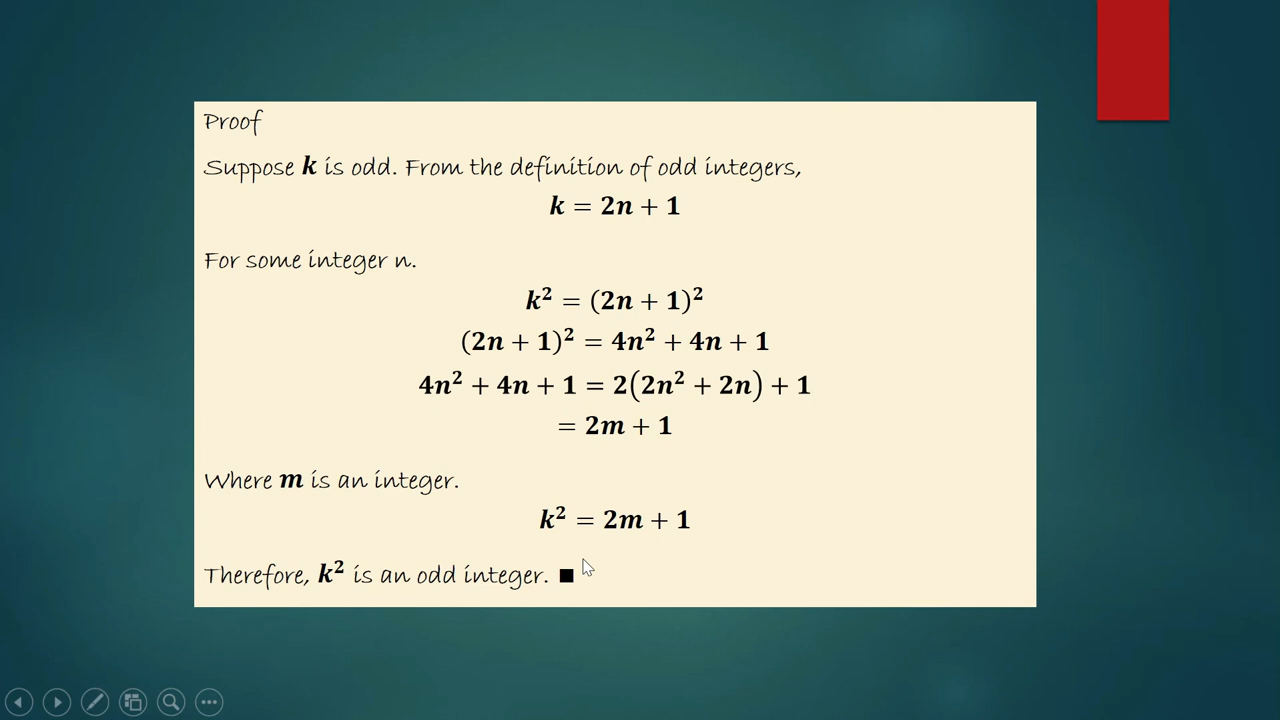 Proof
Suppose k is odd. From the definition of odd integers,
k = 2n + 1
For some integer n.
k² = (2n + 1)²
(2n + 1)² = 4n² + 4n + 1
4n² + 4n + 1 = 2(2n² + 2n) + 1
= 2m + 1
Where m is an integer.
k² = 2m + 1
Therefore, k² is an odd integer. ■